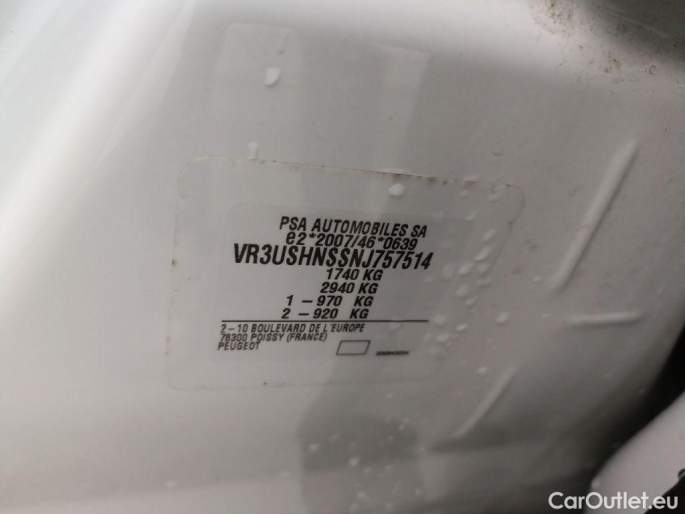 PSA AUTOMOBILES SA
e2*2007/46*0639
VR3USHNSSNJ757514
1740 KG
2940 KG
1 – 970 KG
2 – 920 KG
2 – 10 BOULEVARD DE L'EUROPE
78300 POISSY (FRANCE)
PEUGEOT
CarOutlet.eu